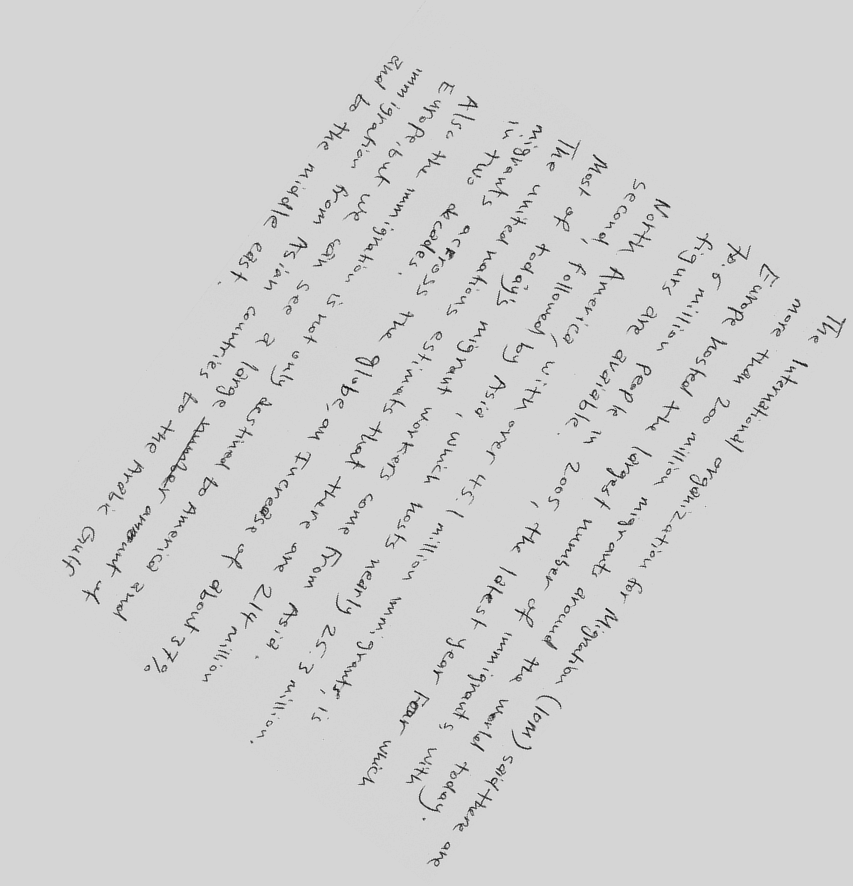 The International organization for Migration (IOM) said there are
more than 200 million migrants around the world today.
Europe hosted the largest number of immigrants with
70.6 million people in 2005, the latest year for which
figurs are avaiable.
North America, with over 45.1 million immigrants, is
second, followed by Asia, which hosts nearly 25.3 million.
Most of today's migrant workers come from Asia.
The united nations estimats that there are 214 million
migrants across the globe, an Increase of about 37%
in two decades.
Also the immigration is not only destined to America and
Europe, but we can see a large amount of
immigration from Asian countries to the Arabic Gulf
and to the middle east.